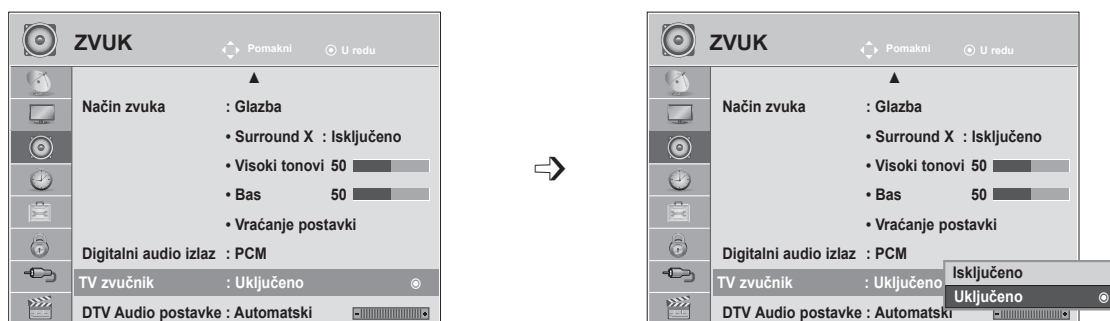 ZVUK
Pomakni
U redu
Način zvuka : Glazba
• Surround X : Isključeno
• Visoki tonovi 50
• Bas 50
• Vraćanje postavki
Digitalni audio izlaz : PCM
TV zvučnik : Uključeno
DTV Audio postavke : Automatski
ZVUK
Pomakni
U redu
Način zvuka : Glazba
• Surround X : Isključeno
• Visoki tonovi 50
• Bas 50
• Vraćanje postavki
Digitalni audio izlaz : PCM
TV zvučnik : Uključeno
Isključeno
Uključeno
DTV Audio postavke : Automatski